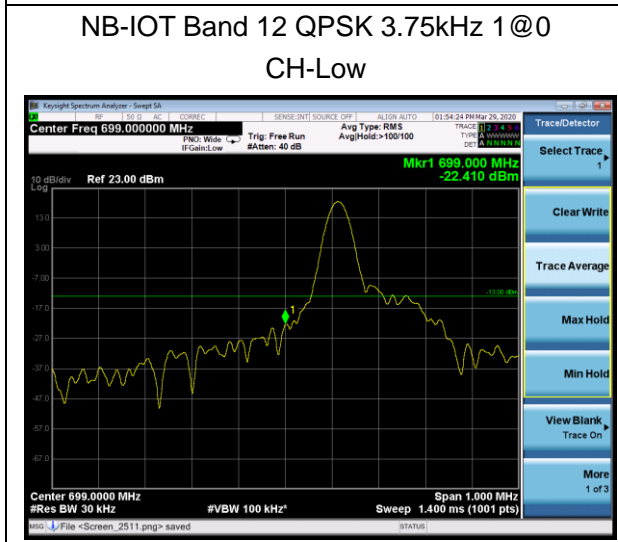 NB-IOT Band 12 QPSK 3.75kHz 1@0
CH-Low
Keysight Spectrum Analyzer - Swept SA
RF 50 Ω AC CORREC SENSE:INT SOURCE OFF ALIGN AUTO 01:54:24 PM Mar 29, 2020
Center Freq 699.000000 MHz
PNO: Wide
IFGain:Low
Trig: Free Run
#Atten: 40 dB
Avg Type: RMS
Avg|Hold:>100/100
TRACE 1 2 3 4 5 6
TYPE A WWWWW
DET A N N N N N
Mkr1 699.000 MHz
-22.410 dBm
10 dB/div Ref 23.00 dBm
Log
13.0
3.00
-7.00
-13.00 dBm
-17.0
1
-27.0
-37.0
-47.0
-57.0
-67.0
Center 699.0000 MHz
Span 1.000 MHz
#Res BW 30 kHz
#VBW 100 kHz*
Sweep 1.400 ms (1001 pts)
MSG File <Screen_2511.png> saved
STATUS
Trace/Detector
Select Trace
1
Clear Write
Trace Average
Max Hold
Min Hold
View Blank
Trace On
More
1 of 3